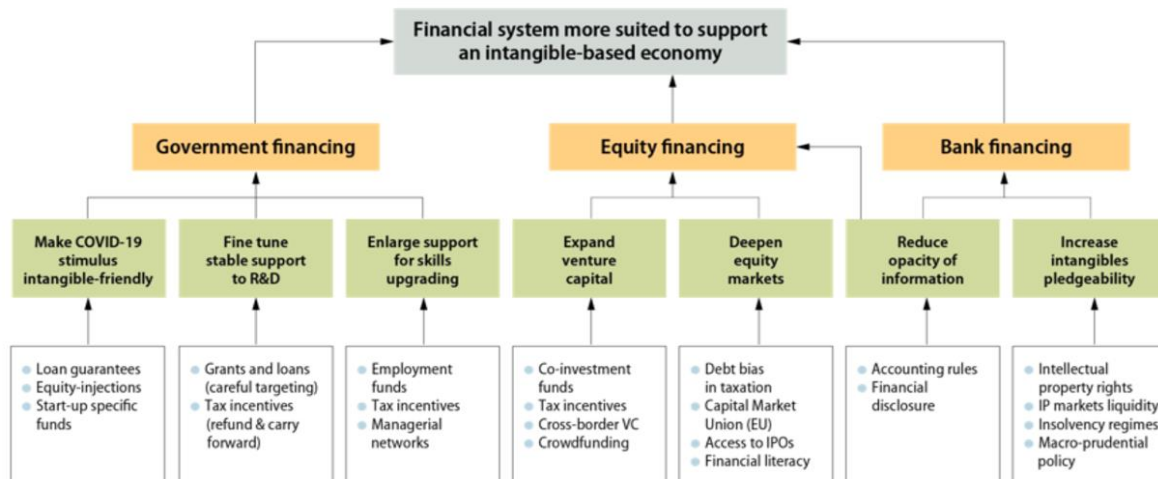 Financial system more suited to support
an intangible-based economy
Government financing
Equity financing
Bank financing
Make COVID-19
stimulus
intangible-friendly
Fine tune
stable support
to R&D
Enlarge support
for skills
upgrading
Expand
venture
capital
Deepen
equity
markets
Reduce
opacity of
information
Increase
intangibles
pledgeability
Loan guarantees
Equity-injections
Start-up specific
funds
Grants and loans
(careful targeting)
Tax incentives
(refund & carry
forward)
Employment
funds
Tax incentives
Managerial
networks
Co-investment
funds
Tax incentives
Cross-border VC
Crowdfunding
Debt bias
in taxation
Capital Market
Union (EU)
Access to IPOs
Financial literacy
Accounting rules
Financial
disclosure
Intellectual
property rights
IP markets liquidity
Insolvency regimes
Macro-prudential
policy